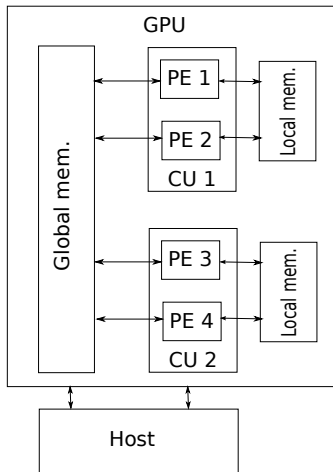 GPU
Global mem.
PE 1
PE 2
CU 1
Local mem.
PE 3
PE 4
CU 2
Local mem.
Host